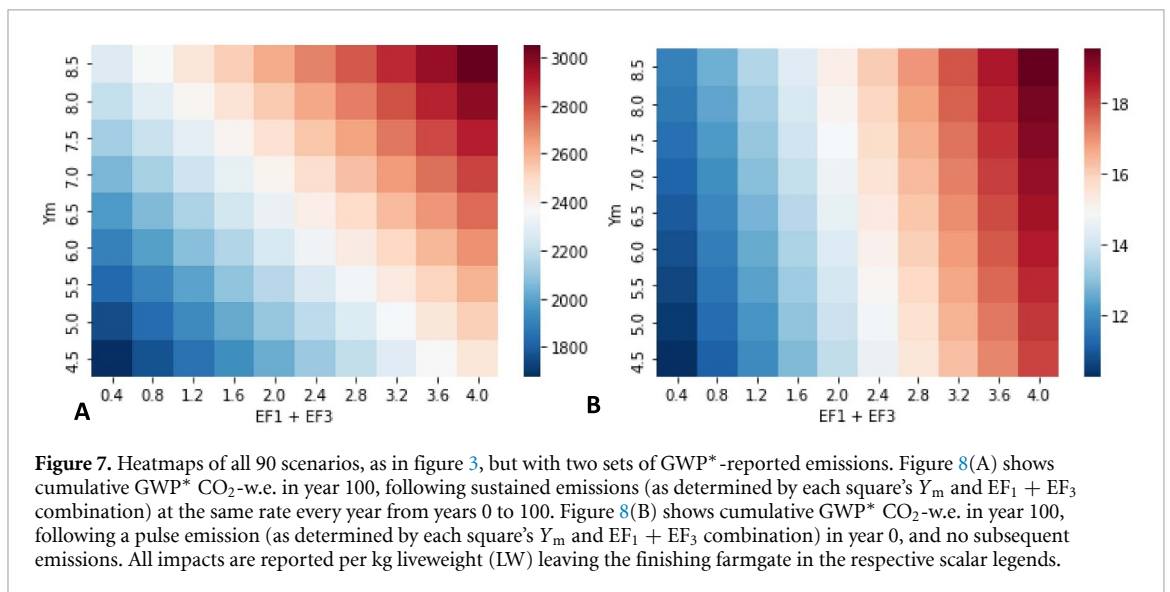 8.5
8.0
7.5
7.0
6.5
6.0
5.5
5.0
4.5
Ym
0.4 0.8 1.2 1.6 2.0 2.4 2.8 3.2 3.6 4.0
EF1 + EF3
A
3000
2800
2600
2400
2200
2000
1800
8.5
8.0
7.5
7.0
6.5
6.0
5.5
5.0
4.5
Ym
0.4 0.8 1.2 1.6 2.0 2.4 2.8 3.2 3.6 4.0
EF1 + EF3
B
18
16
14
12
Figure 7. Heatmaps of all 90 scenarios, as in figure 3, but with two sets of GWP*-reported emissions. Figure 8(A) shows
cumulative GWP* CO₂-w.e. in year 100, following sustained emissions (as determined by each square's Yₘ and EF₁ + EF₃
combination) at the same rate every year from years 0 to 100. Figure 8(B) shows cumulative GWP* CO₂-w.e. in year 100,
following a pulse emission (as determined by each square's Yₘ and EF₁ + EF₃ combination) in year 0, and no subsequent
emissions. All impacts are reported per kg liveweight (LW) leaving the finishing farmgate in the respective scalar legends.